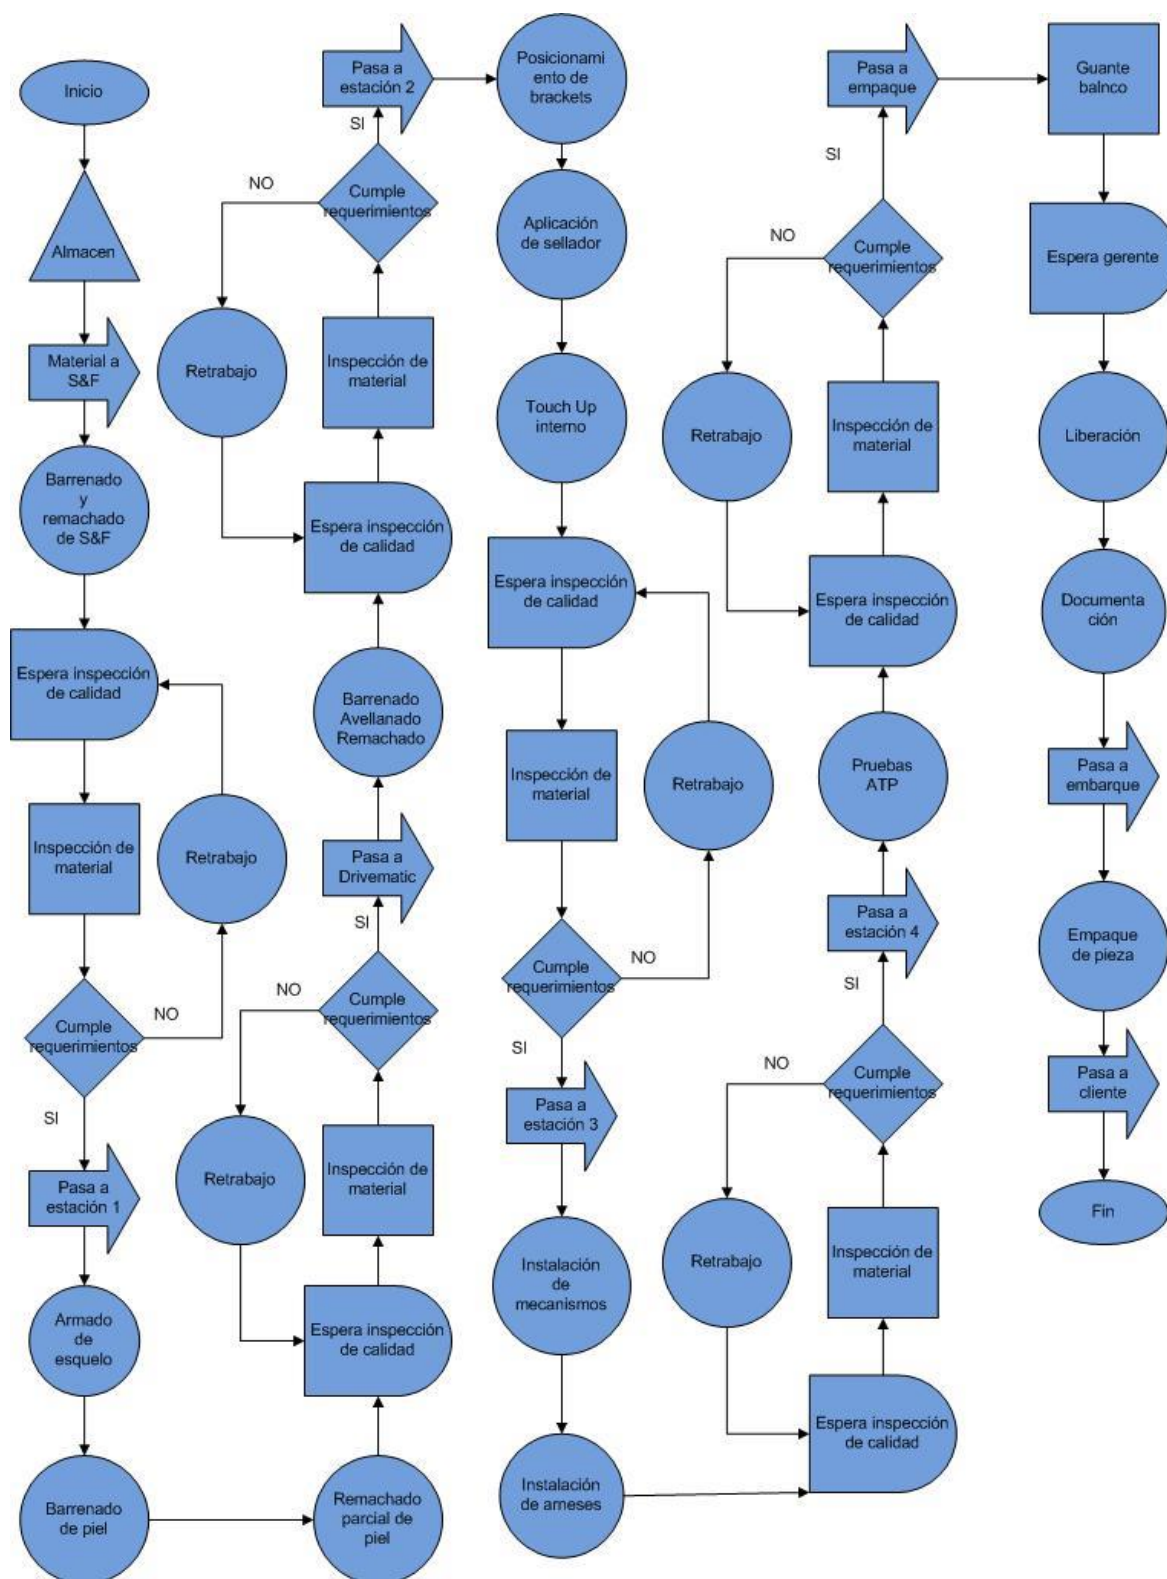 Inicio
Almacen
Material a
S&F
Barrenado
y
remachado
de S&F
Espera inspección
de calidad
Inspección de
material
Retrabajo
Cumple
requerimientos
NO
SI
Pasa a
estación 1
Armado
de
esquelo
Barrenado
de piel
Remachado
parcial de
piel
Espera inspección
de calidad
Inspección de
material
Retrabajo
Cumple
requerimientos
NO
SI
Pasa a
Drivematic
Barrenado
Avellanado
Remachado
Espera inspección
de calidad
Inspección de
material
Retrabajo
Cumple
requerimientos
NO
SI
Pasa a
estación 2
Posicionami
ento de
brackets
Aplicación
de sellador
Touch Up
interno
Espera inspección
de calidad
Inspección de
material
Retrabajo
Cumple
requerimientos
NO
SI
Pasa a
estación 3
Instalación
de
mecanismos
Instalación
de arneses
Espera inspección
de calidad
Inspección de
material
Retrabajo
Cumple
requerimientos
NO
SI
Pasa a
estación 4
Pruebas
ATP
Espera inspección
de calidad
Inspección de
material
Retrabajo
Cumple
requerimientos
NO
SI
Pasa a
empaque
Guante
balnco
Espera gerente
Liberación
Documenta
ción
Pasa a
embarque
Empaque
de pieza
Pasa a
cliente
Fin